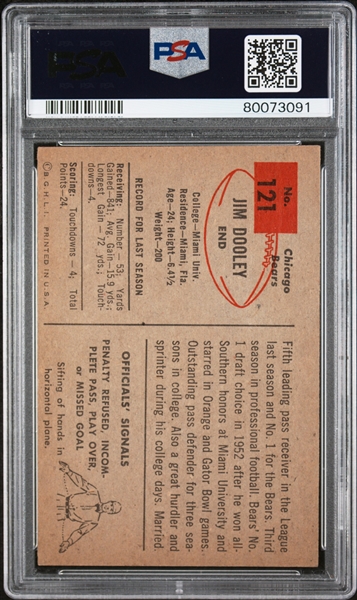 PSA
PSA
80073091
No.
121
Chicago
Bears
JIM DOOLEY
END
College-Miami Univ.
Residence-Miami, Fla.
Age-24; Height-6.4½
Weight-200
RECORD FOR LAST SEASON
Receiving: Number — 53; Yards
Gained-841; Avg. Gain — 15.9 yds.;
Longest Gain — 72 yds.; Touch-
downs—4.
Scoring: Touchdowns — 4; Total
Points—24.
© B.G.H.L.I. PRINTED IN U.S.A.
Fifth leading pass receiver in the League
last season and No. 1 for the Bears. Third
season in professional football. Bears' No.
1 draft choice in 1952 after he won all-
Southern honors at Miami University and
starred in Orange and Gator Bowl games.
Outstanding pass defender for three sea-
sons in college. Also a great hurdler and
sprinter during his college days. Married
OFFICIALS' SIGNALS
PENALTY REFUSED, INCOM-
PLETE PASS, PLAY OVER,
or MISSED GOAL
Sifting of hands in
horizontal plane.